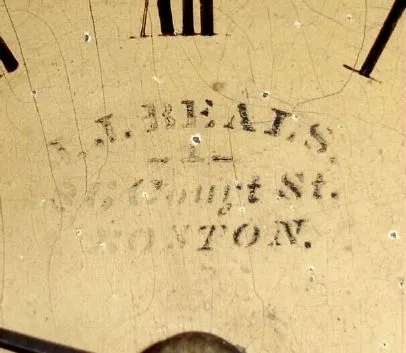 J.J. BEALS,
Court St.
BOSTON.